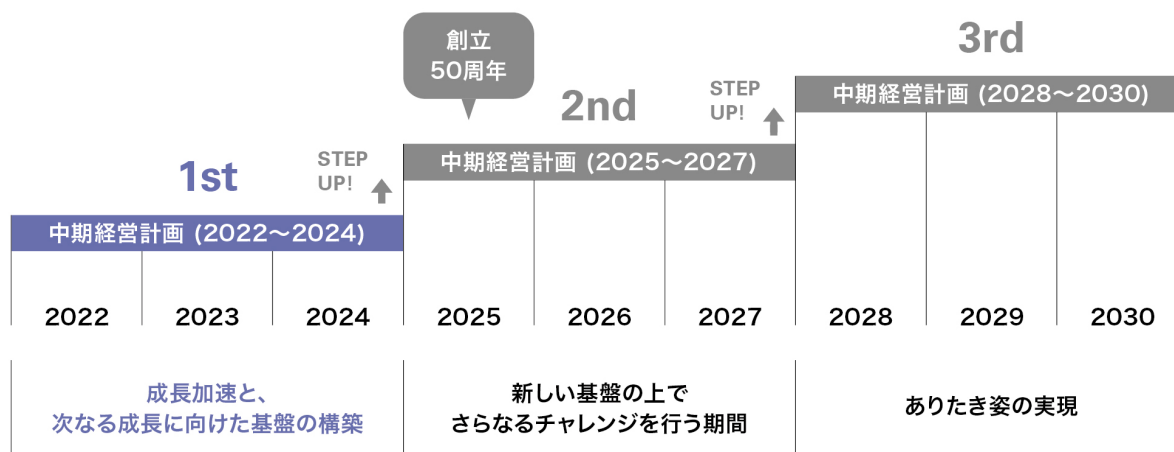 創立
50周年
3rd
STEP
UP!
中期経営計画 (2028〜2030)
2nd
1st
STEP
UP!
中期経営計画 (2025〜2027)
中期経営計画 (2022〜2024)
2022
2023
2024
2025
2026
2027
2028
2029
2030
成長加速と、
次なる成長に向けた基盤の構築
新しい基盤の上で
さらなるチャレンジを行う期間
ありたき姿の実現